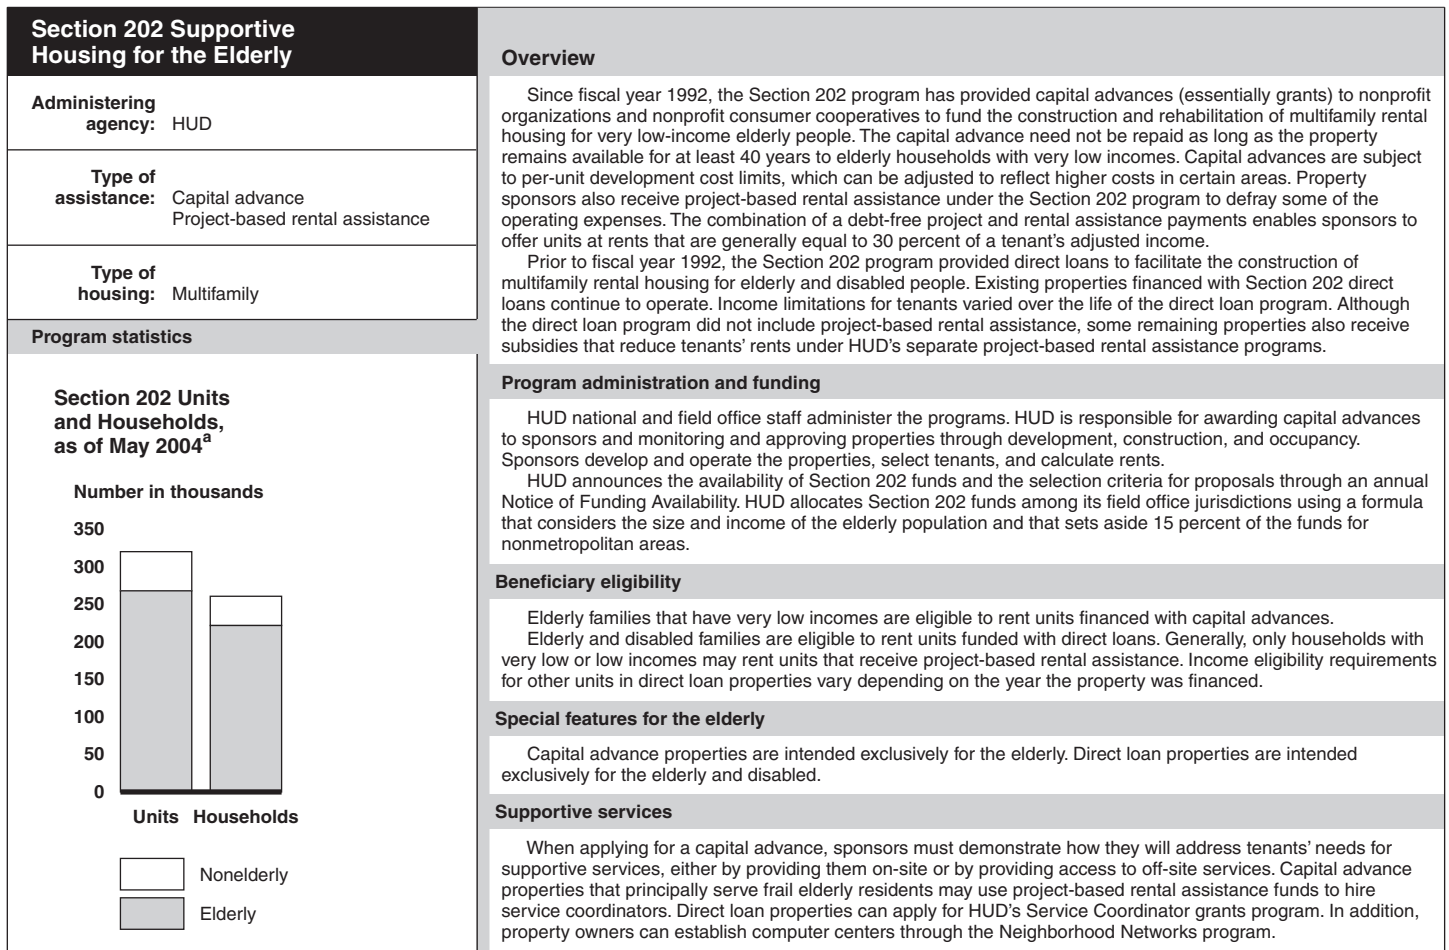 Section 202 Supportive
Housing for the Elderly
Administering
agency: HUD
Type of
assistance: Capital advance
Project-based rental assistance
Type of
housing: Multifamily
Program statistics
Section 202 Units
and Households,
as of May 2004a
Number in thousands
350
300
250
200
150
100
50
0
Units Households
Nonelderly
Elderly
Overview
Since fiscal year 1992, the Section 202 program has provided capital advances (essentially grants) to nonprofit
organizations and nonprofit consumer cooperatives to fund the construction and rehabilitation of multifamily rental
housing for very low-income elderly people. The capital advance need not be repaid as long as the property
remains available for at least 40 years to elderly households with very low incomes. Capital advances are subject
to per-unit development cost limits, which can be adjusted to reflect higher costs in certain areas. Property
sponsors also receive project-based rental assistance under the Section 202 program to defray some of the
operating expenses. The combination of a debt-free project and rental assistance payments enables sponsors to
offer units at rents that are generally equal to 30 percent of a tenant's adjusted income.
Prior to fiscal year 1992, the Section 202 program provided direct loans to facilitate the construction of
multifamily rental housing for elderly and disabled people. Existing properties financed with Section 202 direct
loans continue to operate. Income limitations for tenants varied over the life of the direct loan program. Although
the direct loan program did not include project-based rental assistance, some remaining properties also receive
subsidies that reduce tenants' rents under HUD's separate project-based rental assistance programs.
Program administration and funding
HUD national and field office staff administer the programs. HUD is responsible for awarding capital advances
to sponsors and monitoring and approving properties through development, construction, and occupancy.
Sponsors develop and operate the properties, select tenants, and calculate rents.
HUD announces the availability of Section 202 funds and the selection criteria for proposals through an annual
Notice of Funding Availability. HUD allocates Section 202 funds among its field office jurisdictions using a formula
that considers the size and income of the elderly population and that sets aside 15 percent of the funds for
nonmetropolitan areas.
Beneficiary eligibility
Elderly families that have very low incomes are eligible to rent units financed with capital advances.
Elderly and disabled families are eligible to rent units funded with direct loans. Generally, only households with
very low or low incomes may rent units that receive project-based rental assistance. Income eligibility requirements
for other units in direct loan properties vary depending on the year the property was financed.
Special features for the elderly
Capital advance properties are intended exclusively for the elderly. Direct loan properties are intended
exclusively for the elderly and disabled.
Supportive services
When applying for a capital advance, sponsors must demonstrate how they will address tenants' needs for
supportive services, either by providing them on-site or by providing access to off-site services. Capital advance
properties that principally serve frail elderly residents may use project-based rental assistance funds to hire
service coordinators. Direct loan properties can apply for HUD's Service Coordinator grants program. In addition,
property owners can establish computer centers through the Neighborhood Networks program.